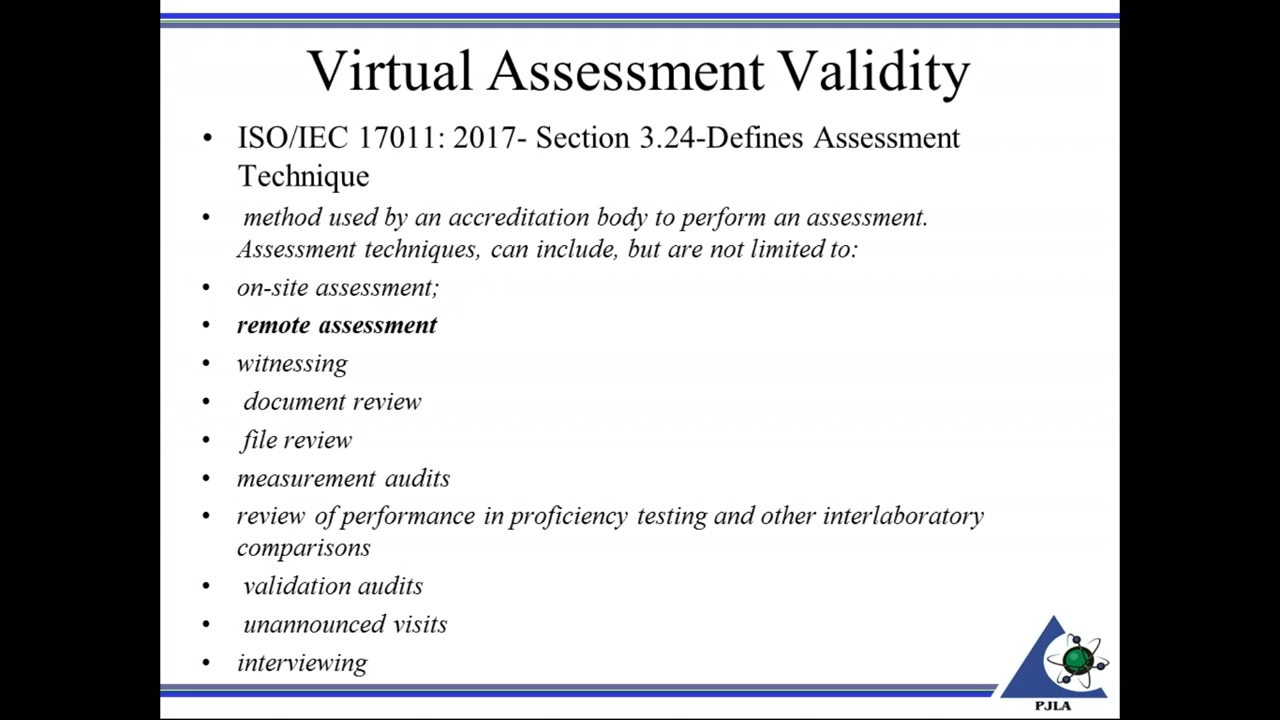 Virtual Assessment Validity
• ISO/IEC 17011: 2017- Section 3.24-Defines Assessment
Technique
• method used by an accreditation body to perform an assessment.
Assessment techniques, can include, but are not limited to:
• on-site assessment;
• remote assessment
• witnessing
• document review
• file review
• measurement audits
• review of performance in proficiency testing and other interlaboratory
comparisons
• validation audits
• unannounced visits
• interviewing
PJLA